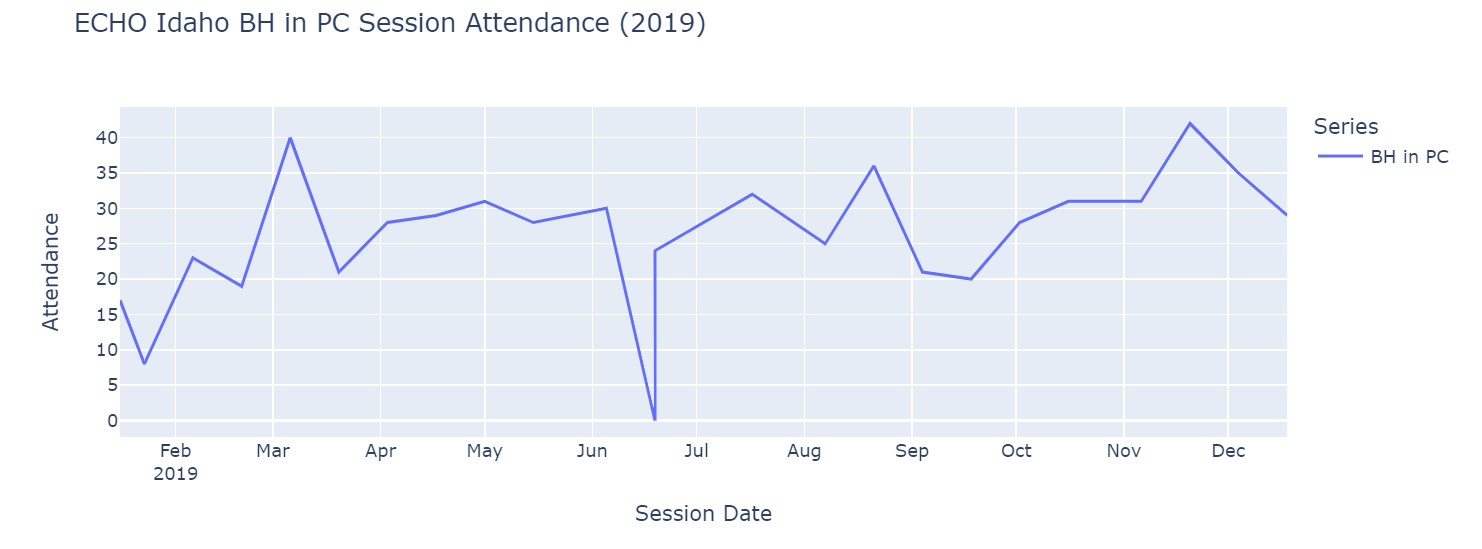 ECHO Idaho BH in PC Session Attendance (2019)
Series
BH in PC
Attendance
40
35
30
25
20
15
10
5
0
Feb Mar Apr May Jun Jul Aug Sep Oct Nov Dec
2019
Session Date